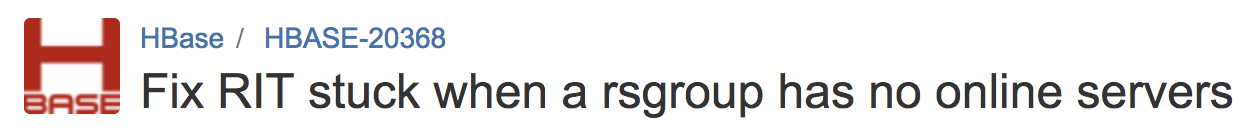 HBase / HBASE-20368
Fix RIT stuck when a rsgroup has no online servers
H
BASE